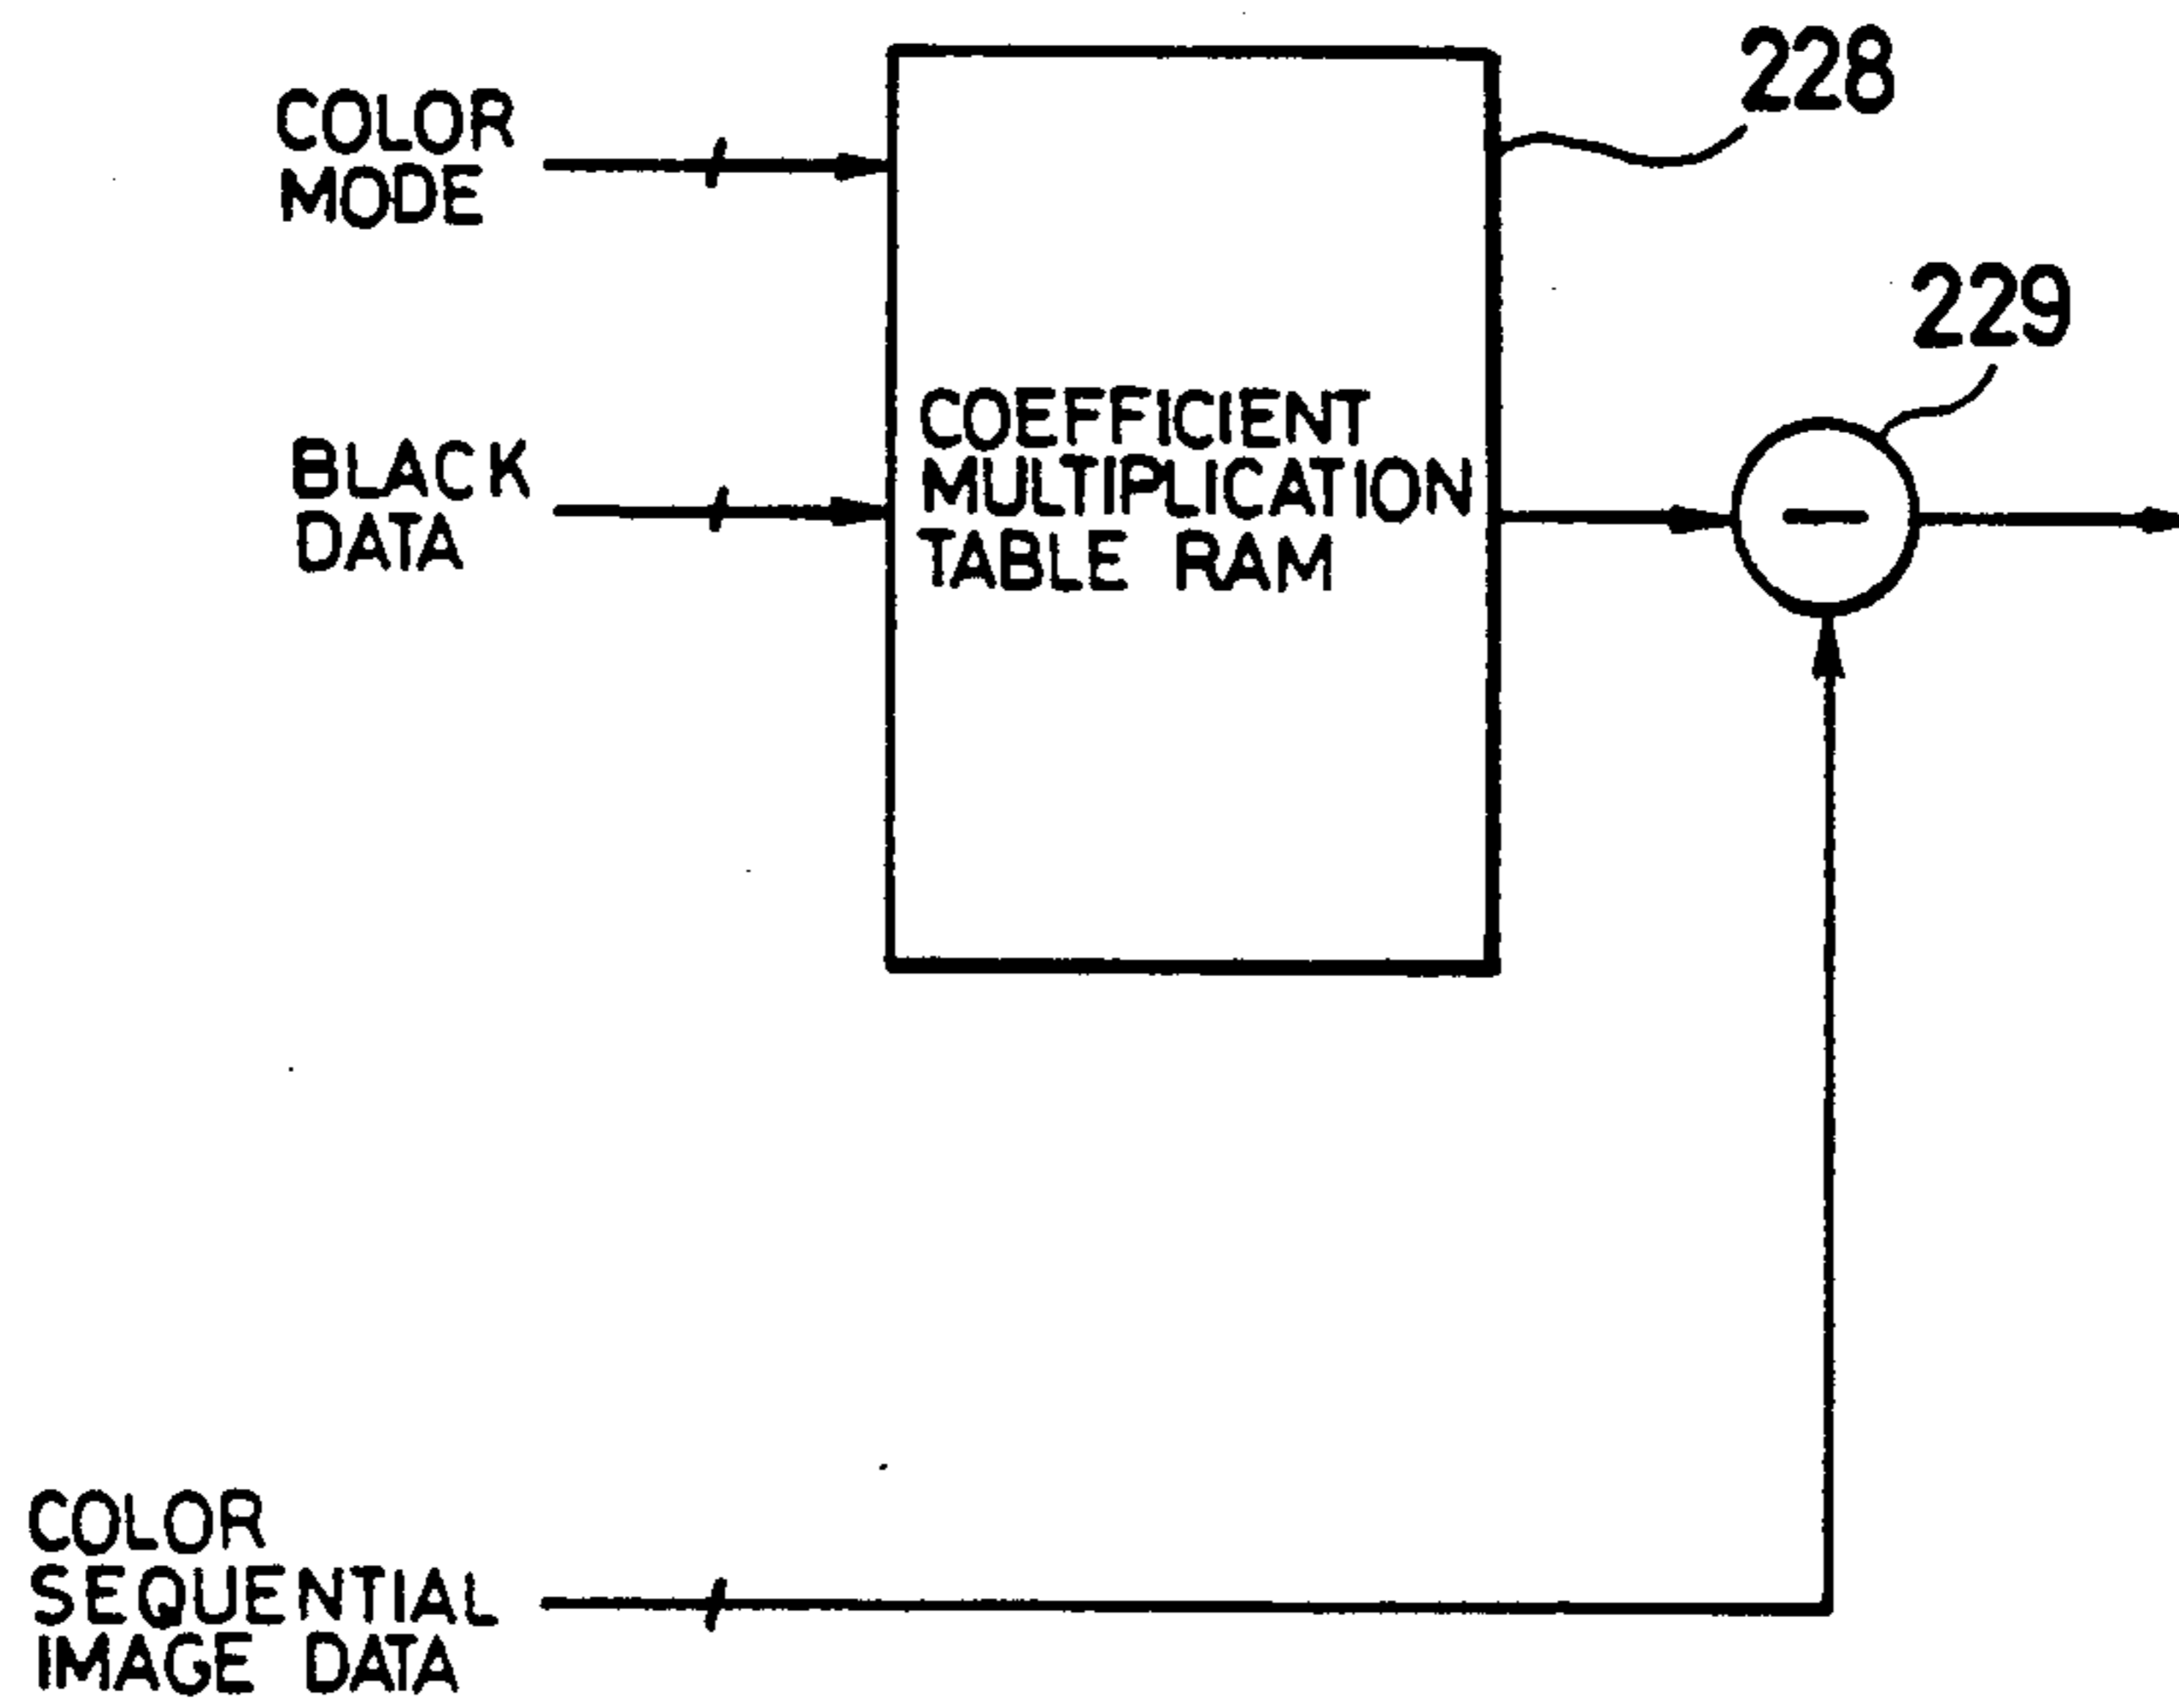 COLOR
MODE
228
229
BLACK
DATA
COEFFICIENT
MULTIPLICATION
TABLE RAM
COLOR
SEQUENTIAL
IMAGE DATA